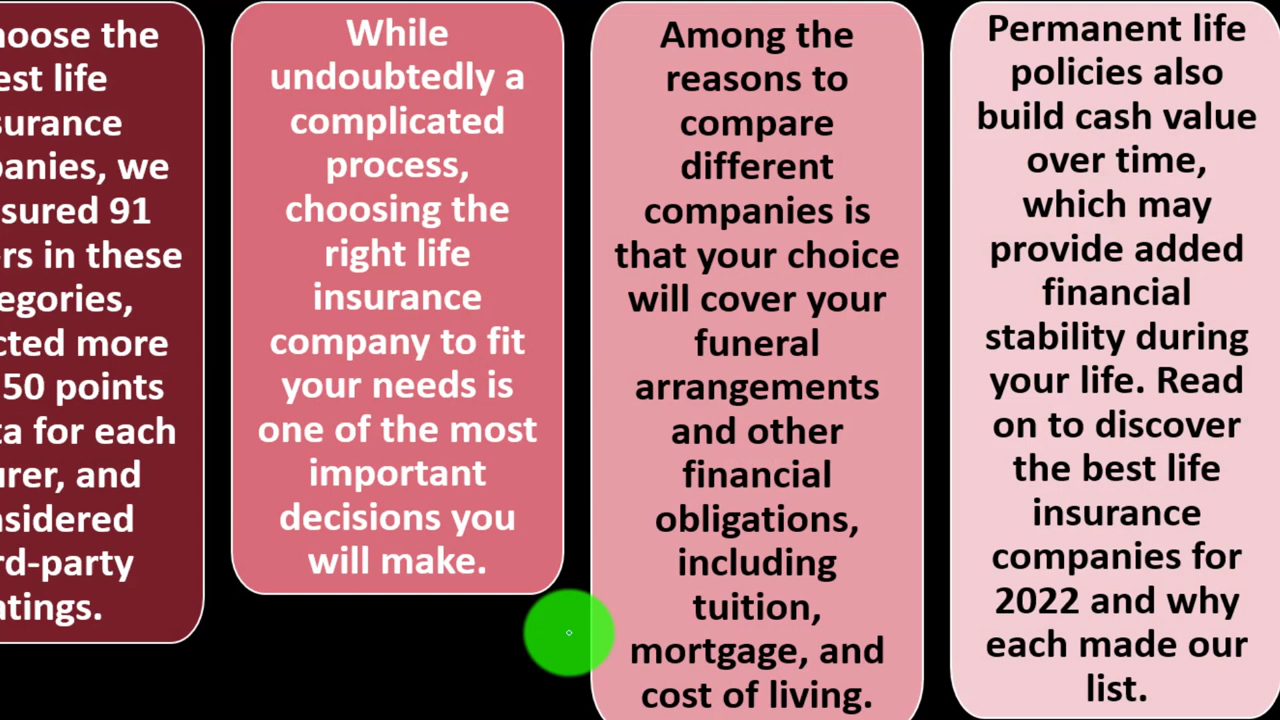 hoose the
est life
surance
panies, we
sured 91
rs in these
egories,
cted more
50 points
ta for each
urer, and
nsidered
rd-party
atings.
While
undoubtedly a
complicated
process,
choosing the
right life
insurance
company to fit
your needs is
one of the most
important
decisions you
will make.
Among the
reasons to
compare
different
companies is
that your choice
will cover your
funeral
arrangements
and other
financial
obligations,
including
tuition,
mortgage, and
cost of living.
Permanent life
policies also
build cash value
over time,
which may
provide added
financial
stability during
your life. Read
on to discover
the best life
insurance
companies for
2022 and why
each made our
list.